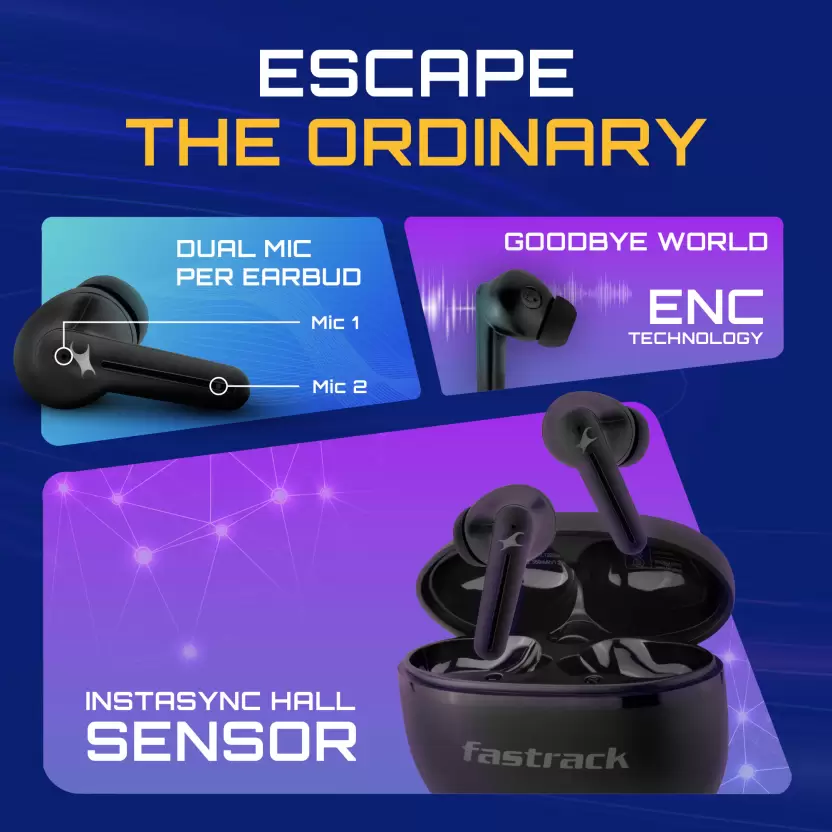 ESCAPE
THE ORDINARY
DUAL MIC
PER EARBUD
Mic 1
Mic 2
GOODBYE WORLD
ENC
TECHNOLOGY
INSTASYNC HALL
SENSOR
fastrack